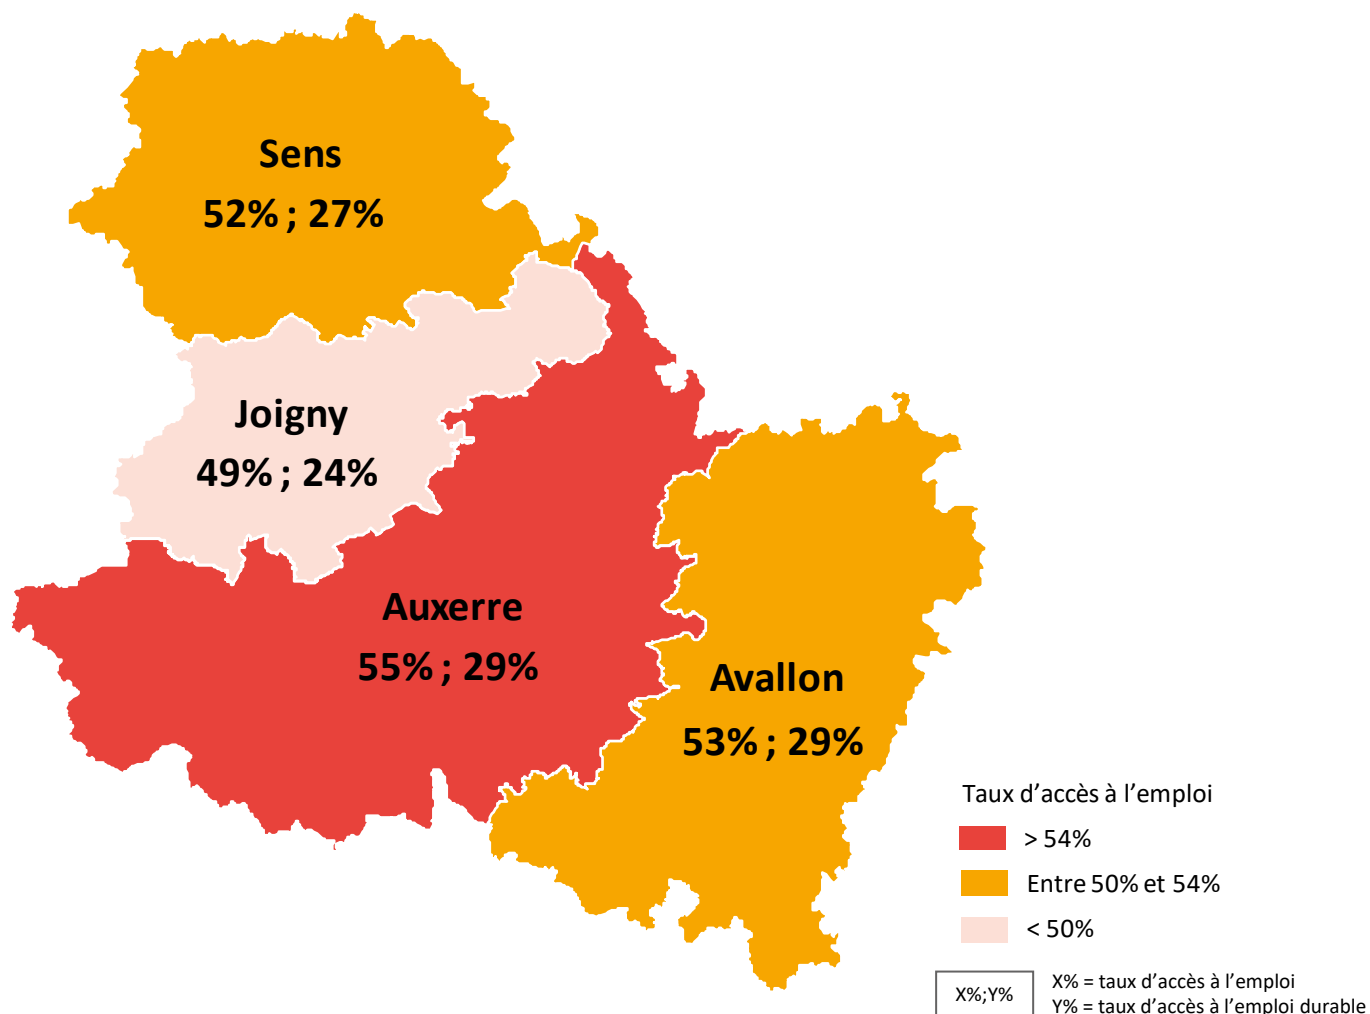 Sens
52% ; 27%
Joigny
49% ; 24%
Auxerre
55% ; 29%
Avallon
53% ; 29%
Taux d’accès à l’emploi
> 54%
Entre 50% et 54%
< 50%
X%;Y%
X% = taux d’accès à l’emploi
Y% = taux d’accès à l’emploi durable